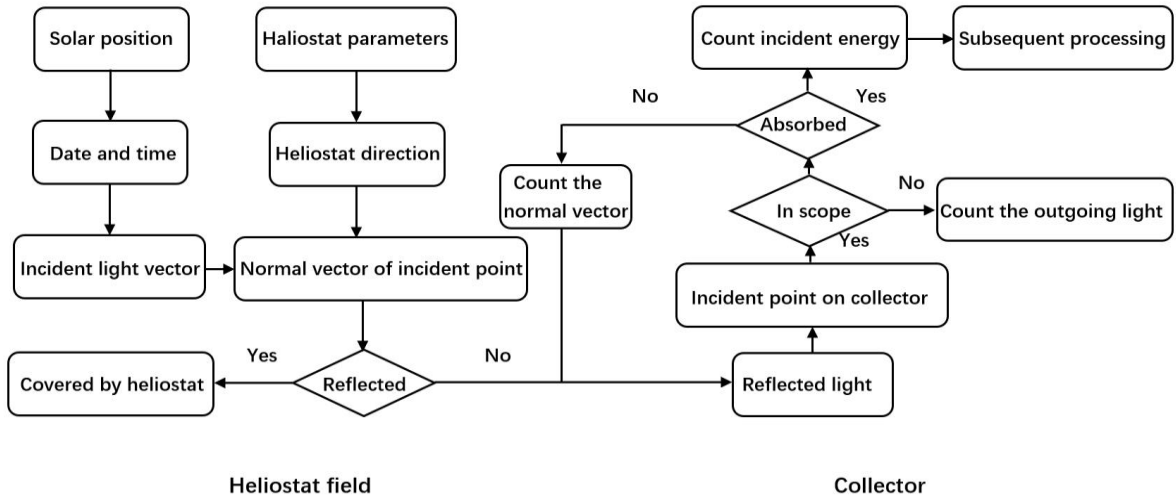 Solar position
Haliostat parameters
Date and time
Heliostat direction
Incident light vector
Normal vector of incident point
Yes
Covered by heliostat
Reflected
No
Count incident energy
Subsequent processing
No
Absorbed
Yes
Count the
normal vector
In scope
No
Count the outgoing light
Yes
Incident point on collector
Reflected light
Heliostat field
Collector